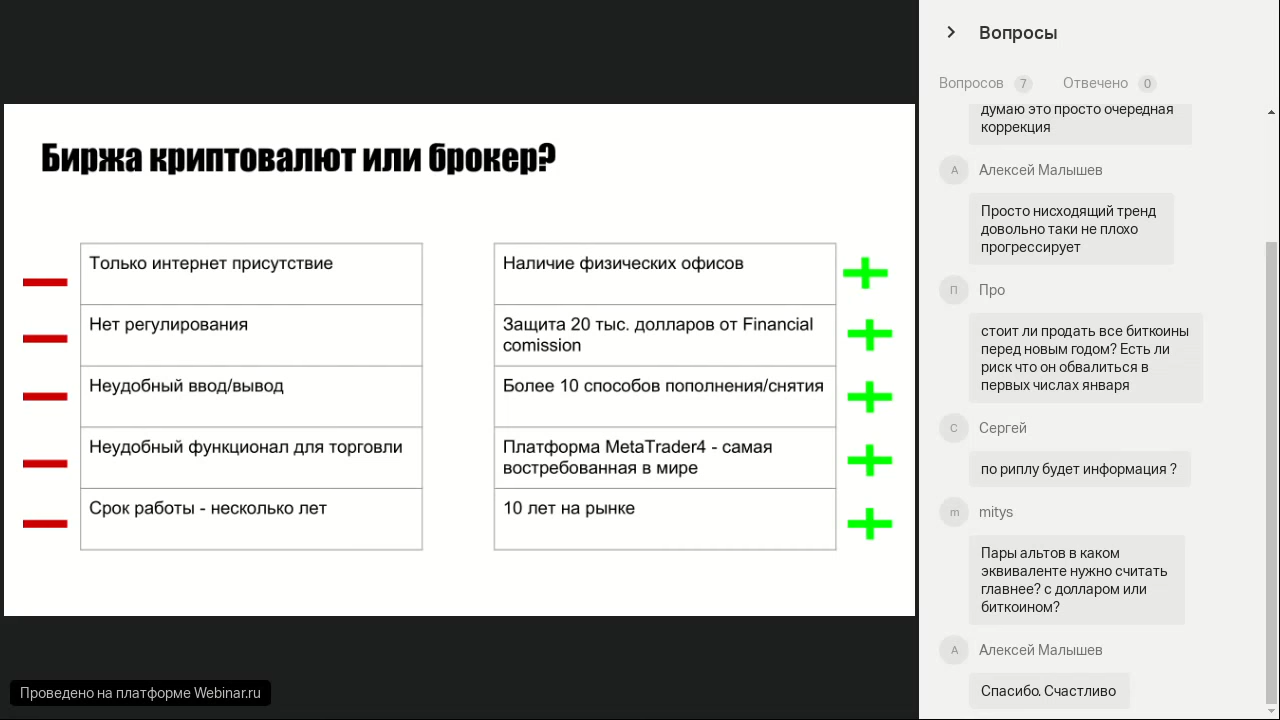 Биржа криптовалют или брокер?
Только интернет присутствие
Нет регулирования
Неудобный ввод/вывод
Неудобный функционал для торговли
Срок работы - несколько лет
Наличие физических офисов
Защита 20 тыс. долларов от Financial
comission
Более 10 способов пополнения/снятия
Платформа MetaTrader4 - самая
востребованная в мире
10 лет на рынке
Проведено на платформе Webinar.ru
Вопросы
Вопросов 7 Отвечено 0
думаю это просто очередная
коррекция
А Алексей Малышев
Просто нисходящий тренд
довольно таки не плохо
прогрессирует
П Про
стоит ли продать все биткоины
перед новым годом? Есть ли
риск что он обвалиться в
первых числах января
С Сергей
по риплу будет информация ?
m mitys
Пары альтов в каком
эквиваленте нужно считать
главнее? с долларом или
биткоином?
А Алексей Малышев
Спасибо. Счастливо